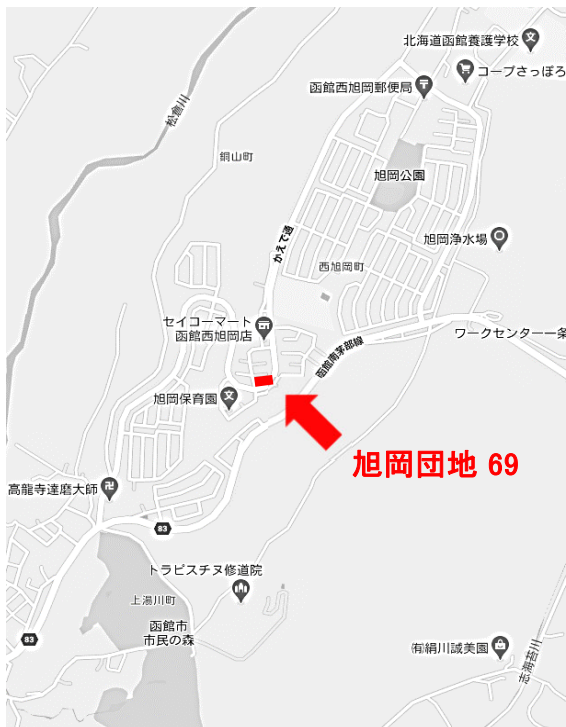 北海道函館養護学校
コープさっぽろ
函館西旭岡郵便局
松倉川
銅山町
旭岡公園
かえで通
旭岡浄水場
西旭岡町
セイコーマート
函館西旭岡店
ワークセンター一条
函館南茅部線
旭岡保育園
旭岡団地 69
高龍寺達磨大師
83
トラピスチヌ修道院
上湯川町
函館市
市民の森
83
㈲絹川誠美園
志海苔川